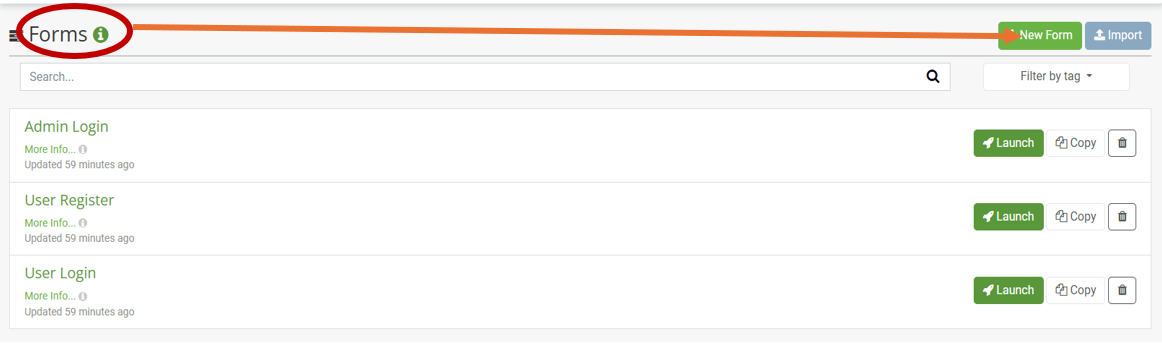 Forms
New Form
Import
Search...
Filter by tag
Admin Login
More Info...
Updated 59 minutes ago
Launch
Copy
User Register
More Info...
Updated 59 minutes ago
Launch
Copy
User Login
More Info...
Updated 59 minutes ago
Launch
Copy